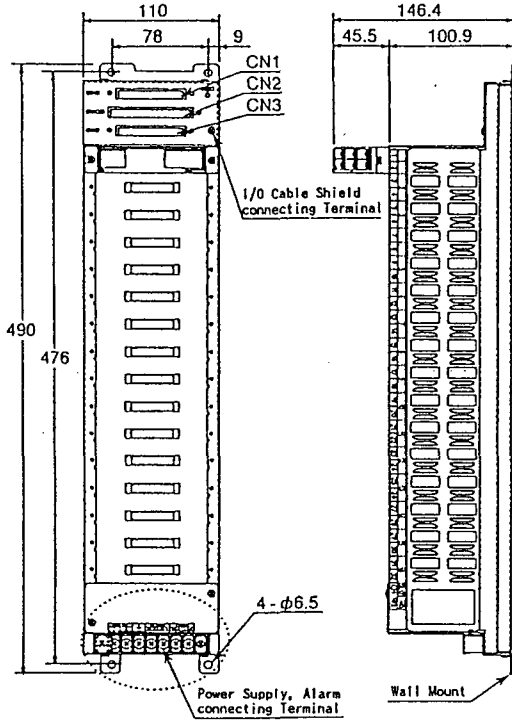 110
78
9
146.4
45.5
100.9
CN1
CN2
CN3
I/O Cable Shield
connecting Terminal
490
476
4-φ6.5
Power Supply, Alarm
connecting Terminal
Wall Mount